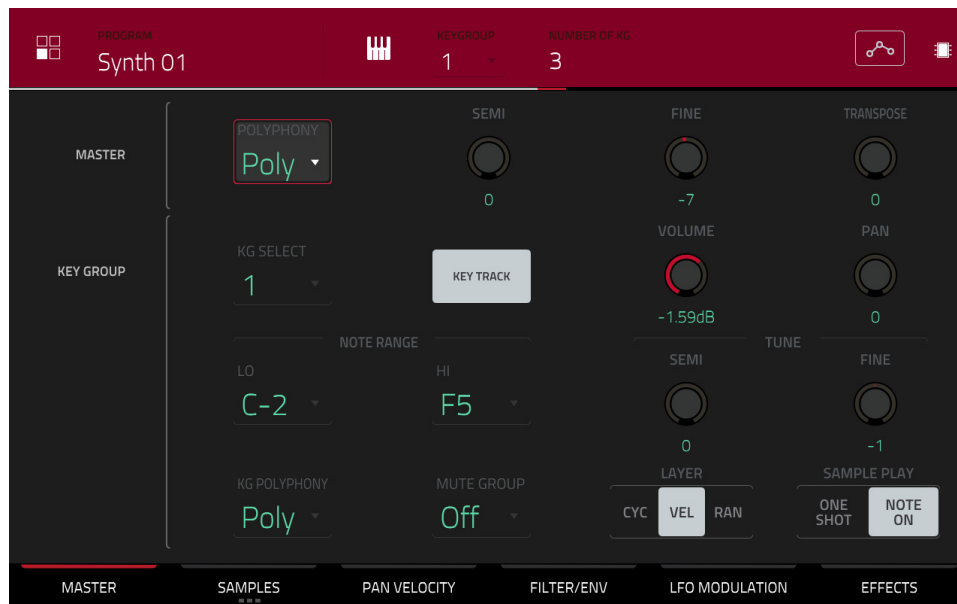 PROGRAM
Synth 01
KEYGROUP
1
NUMBER OF KG
3
MASTER
POLYPHONY
Poly
SEMI
0
FINE
-7
TRANSPOSE
0
KEY GROUP
KG SELECT
1
KEY TRACK
VOLUME
-1.59dB
PAN
0
NOTE RANGE
LO
C-2
HI
F5
TUNE
SEMI
0
FINE
-1
KG POLYPHONY
Poly
MUTE GROUP
Off
LAYER
CYC VEL RAN
SAMPLE PLAY
ONE
SHOT
NOTE
ON
MASTER SAMPLES PAN VELOCITY FILTER/ENV LFO MODULATION EFFECTS